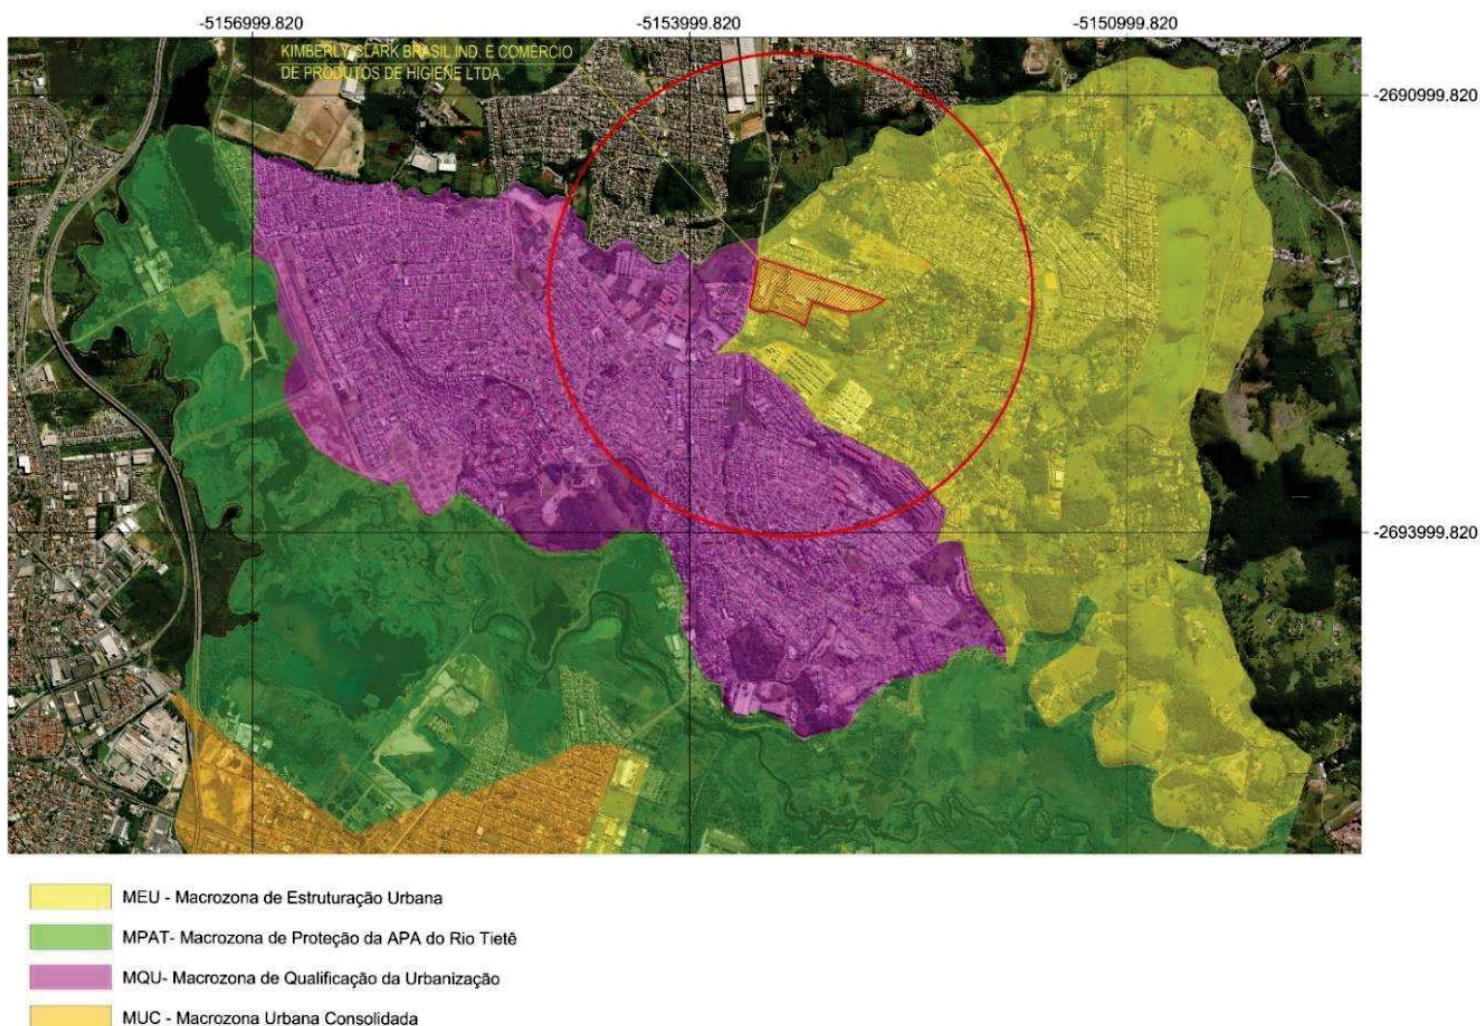 -5156999.820
-5153999.820
-5150999.820
KIMBERLY-CLARK BRASIL IND. E COMÉRCIO
DE PRODUTOS DE HIGIENE LTDA.
-2690999.820
-2693999.820
MEU - Macrozona de Estruturação Urbana
MPAT- Macrozona de Proteção da APA do Rio Tietê
MQU- Macrozona de Qualificação da Urbanização
MUC - Macrozona Urbana Consolidada